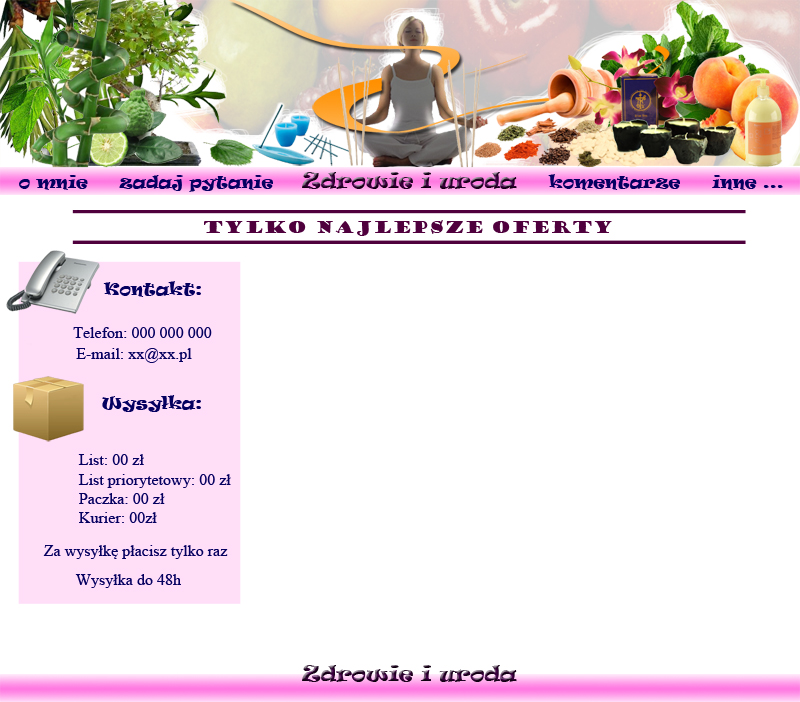 o mnie zadaj pytanie Zdrowie i uroda komentarze inne ...
TYLKO NAJLEPSZE OFERTY
Kontakt:
Telefon: 000 000 000
E-mail: xx@xx.pl
Wysyłka:
List: 00 zł
List priorytetowy: 00 zł
Paczka: 00 zł
Kurier: 00zł
Za wysyłkę płacisz tylko raz
Wysyłka do 48h
Zdrowie i uroda